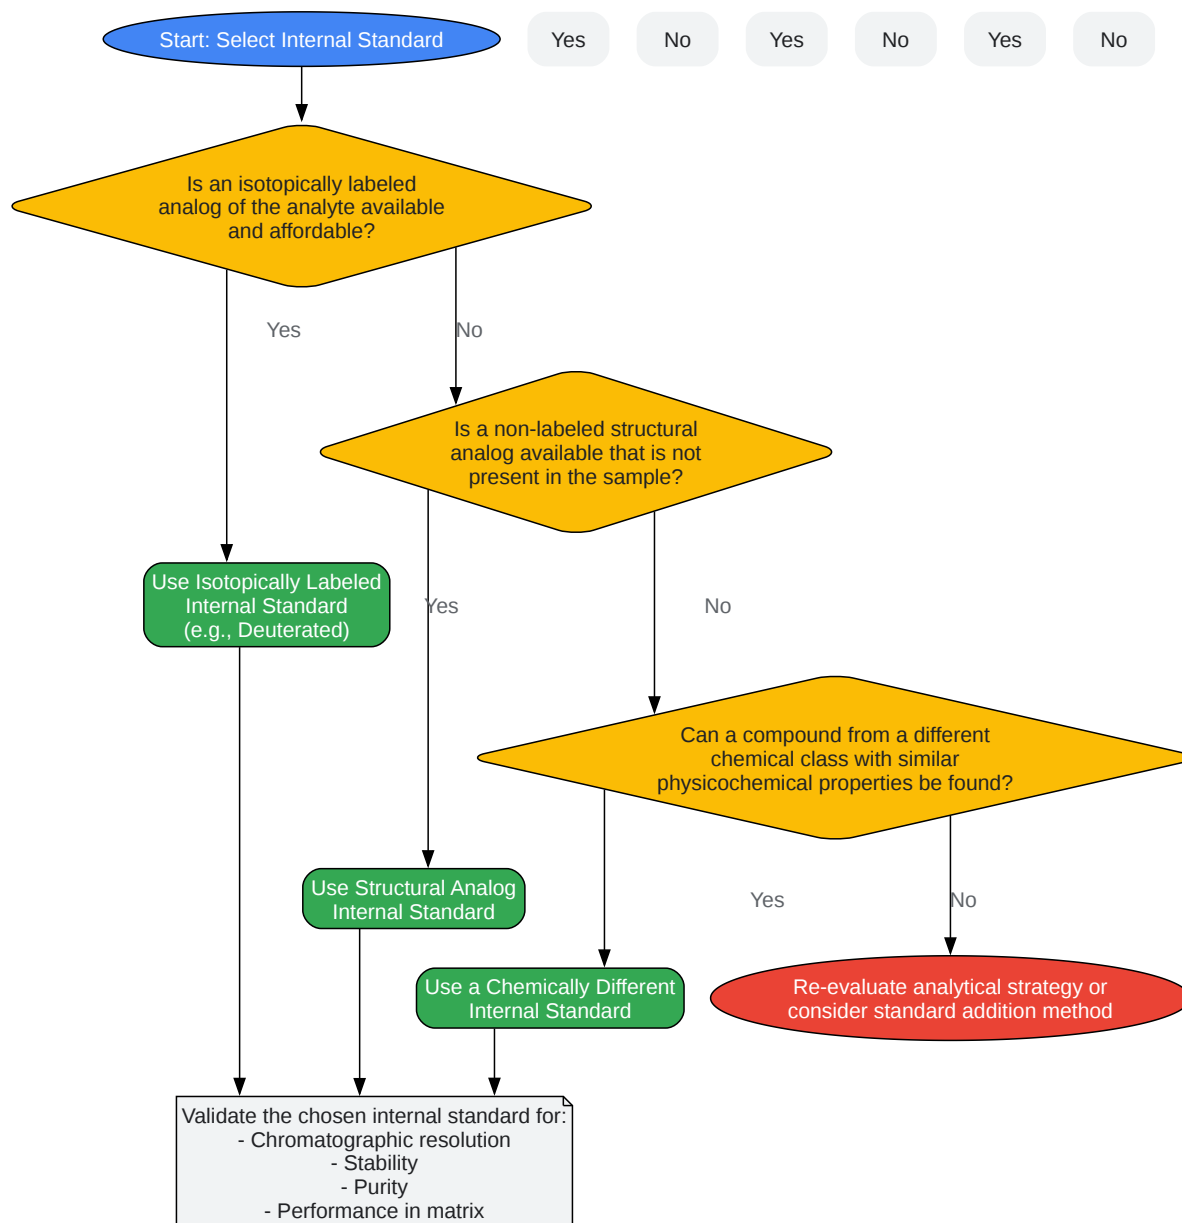 Start: Select Internal Standard
Yes
No
Yes
No
Yes
No
Is an isotopically labeled
analog of the analyte available
and affordable?
Yes
No
Is a non-labeled structural
analog available that is not
present in the sample?
Use Isotopically Labeled
Internal Standard
(e.g., Deuterated)
Yes
No
Can a compound from a different
chemical class with similar
physicochemical properties be found?
Use Structural Analog
Internal Standard
Yes
No
Use a Chemically Different
Internal Standard
Re-evaluate analytical strategy or
consider standard addition method
Validate the chosen internal standard for:
- Chromatographic resolution
- Stability
- Purity
- Performance in matrix